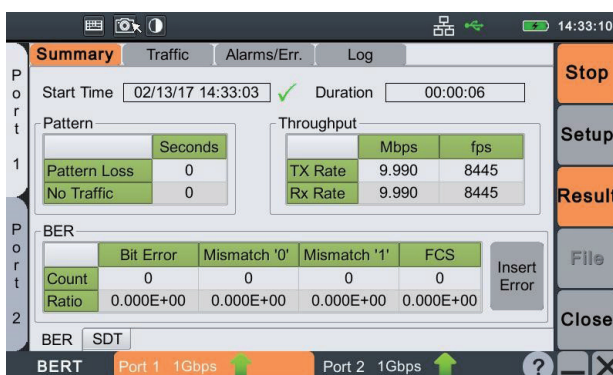 14:33:10
Summary Traffic Alarms/Err. Log
Start Time 02/13/17 14:33:03 Duration 00:00:06
Pattern
Seconds
Pattern Loss 0
No Traffic 0
Throughput
Mbps fps
TX Rate 9.990 8445
Rx Rate 9.990 8445
BER
Bit Error Mismatch '0' Mismatch '1' FCS
Count 0 0 0 0
Ratio 0.000E+00 0.000E+00 0.000E+00 0.000E+00
Insert
Error
BER SDT
Port 1
Port 2
Stop
Setup
Result
File
Close
BERT Port 1 1Gbps Port 2 1Gbps ?